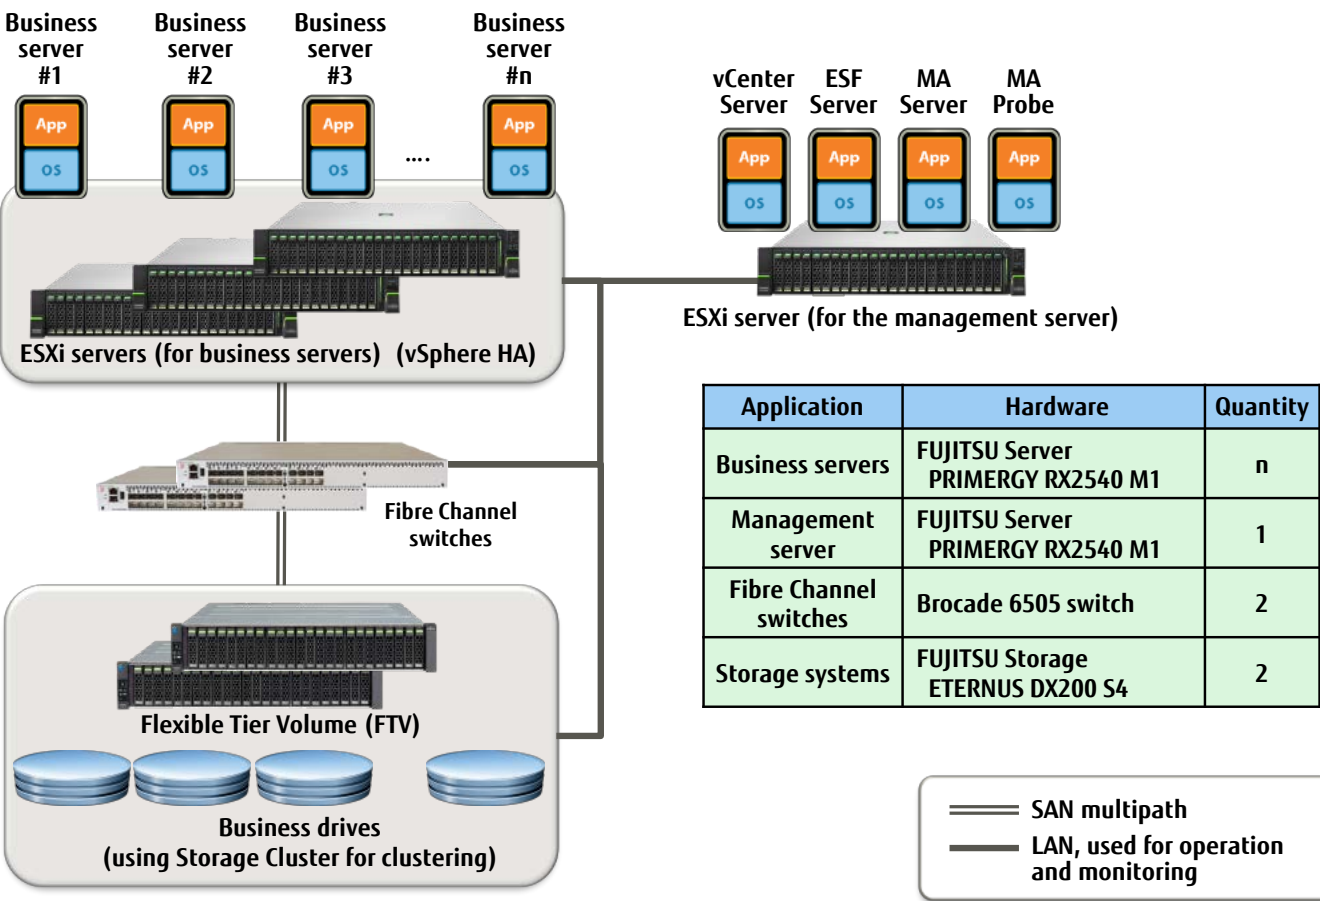 Business
server
#1
Business
server
#2
Business
server
#3
Business
server
#n
App
OS
App
OS
App
OS
....
App
OS
ESXi servers (for business servers) (vSphere HA)
vCenter
Server
ESF
Server
MA
Server
MA
Probe
App
OS
App
OS
App
OS
App
OS
ESXi server (for the management server)
Fibre Channel
switches
Flexible Tier Volume (FTV)
Business drives
(using Storage Cluster for clustering)
Application Hardware Quantity
Business servers
FUJITSU Server
PRIMERGY RX2540 M1
n
Management
server
FUJITSU Server
PRIMERGY RX2540 M1
1
Fibre Channel
switches
Brocade 6505 switch
2
Storage systems
FUJITSU Storage
ETERNUS DX200 S4
2
SAN multipath
LAN, used for operation
and monitoring